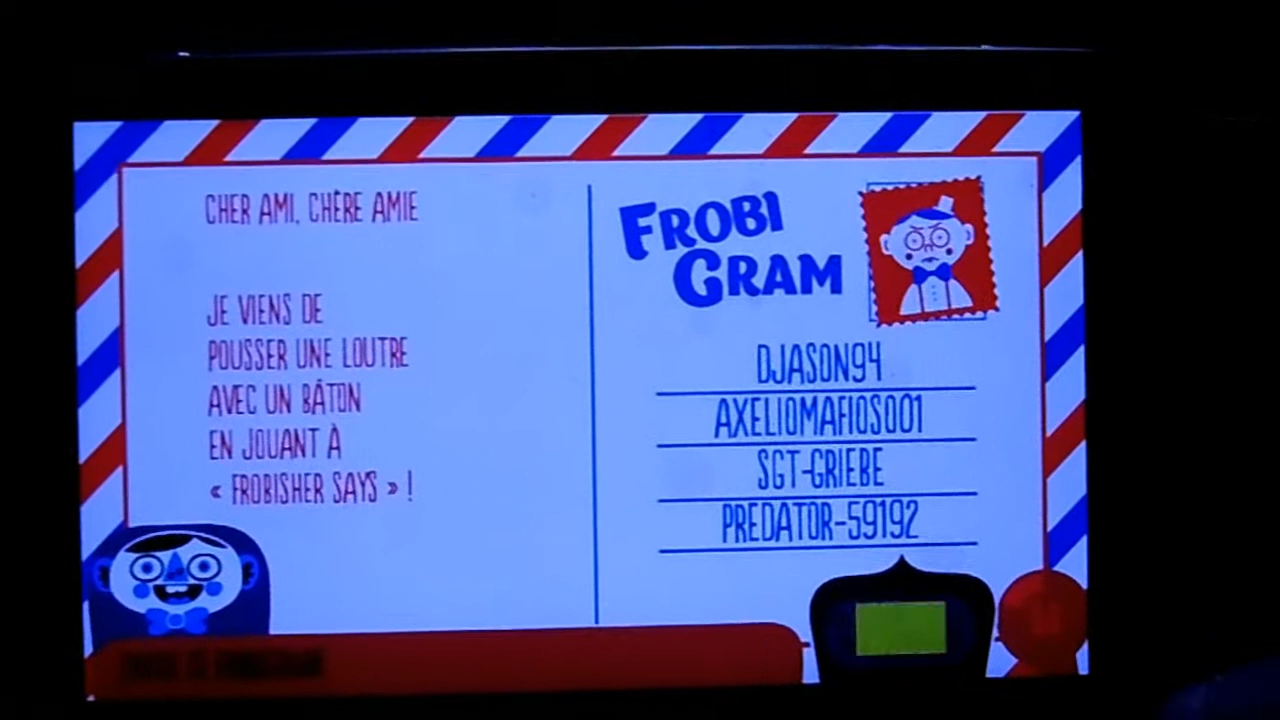 CHER AMI, CHÈRE AMIE
JE VIENS DE
POUSSER UNE LOUTRE
AVEC UN BÂTON
EN JOUANT À
« FROBISHER SAYS » !
FROBI
GRAM
DJASON94
AXELIOMAFIOSO01
SGT-GRIEBE
PREDATOR-59192